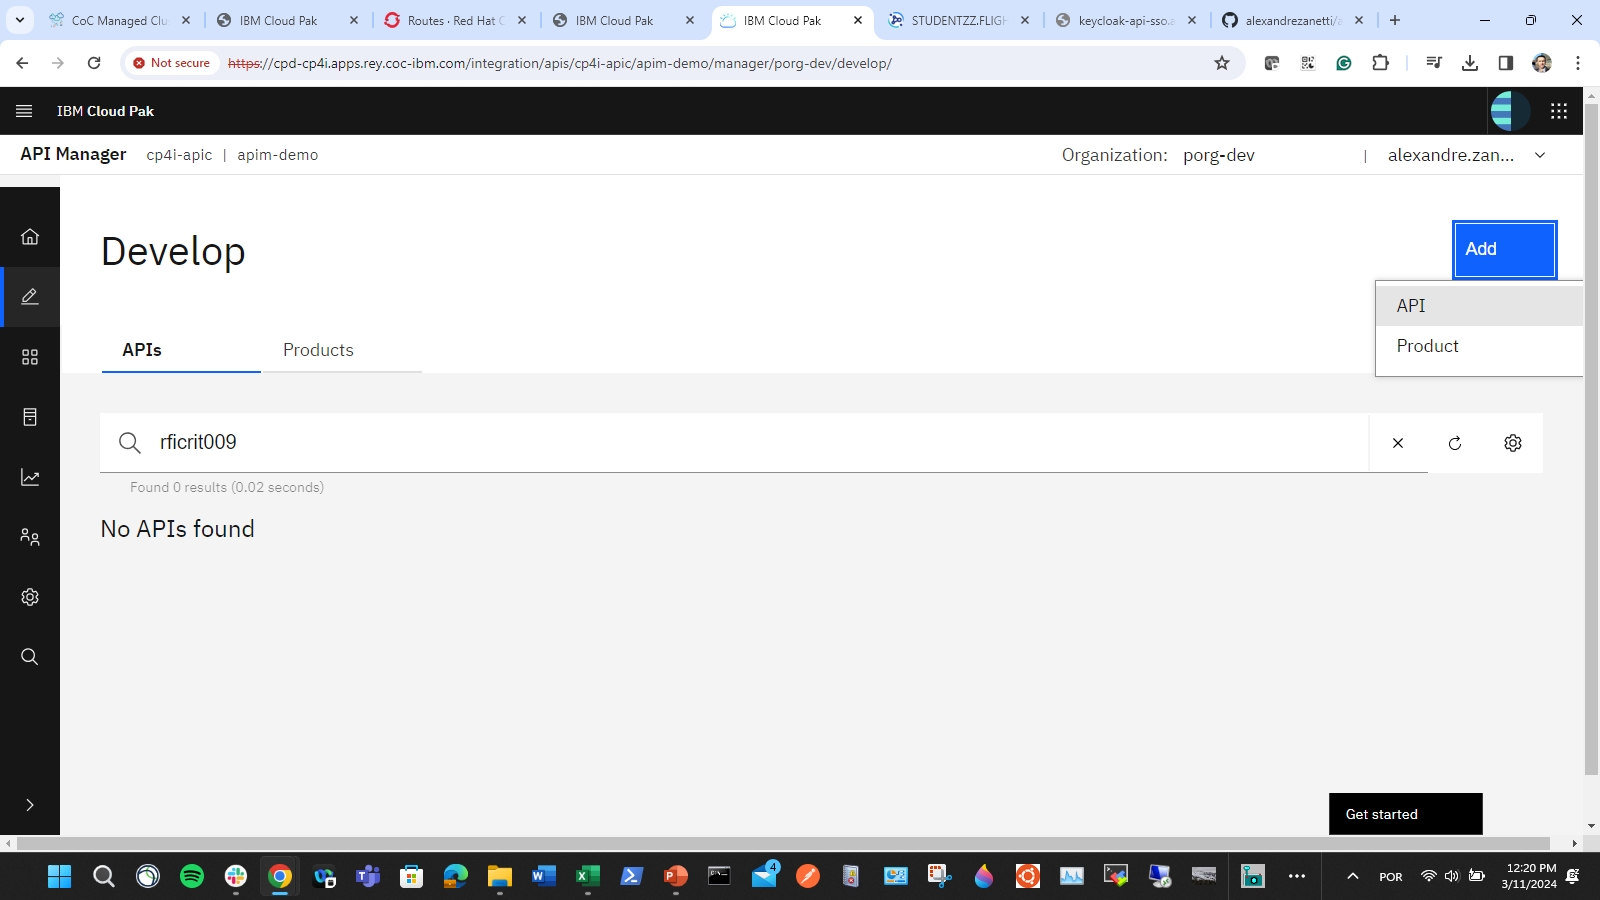 CoC Managed Clu
IBM Cloud Pak
Routes · Red Hat C
IBM Cloud Pak
IBM Cloud Pak
STUDENTZZ.FLIGH
keycloak-api-sso.a
alexandrezanetti/a
Not secure
https://cpd-cp4i.apps.rey.coc-ibm.com/integration/apis/cp4i-apic/apim-demo/manager/porg-dev/develop/
IBM Cloud Pak
API Manager cp4i-apic | apim-demo
Organization: porg-dev | alexandre.zan...
Develop
Add
API
Product
APIs
Products
rficrit009
Found 0 results (0.02 seconds)
No APIs found
Get started
4
POR
12:20 PM
3/11/2024